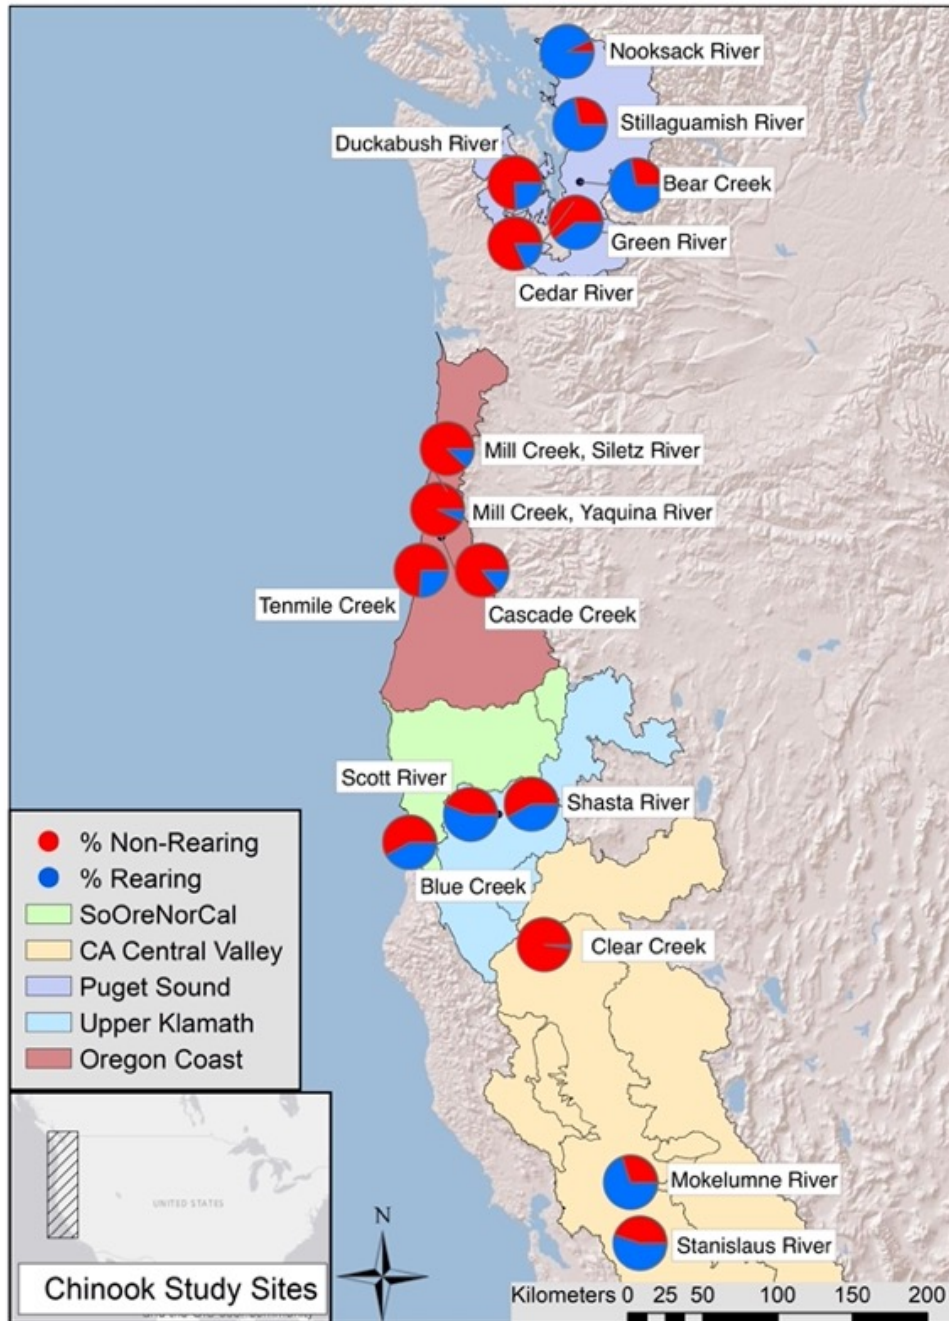 Nooksack River
Stillaguamish River
Duckabush River
Bear Creek
Green River
Cedar River
Mill Creek, Siletz River
Mill Creek, Yaquina River
Tenmile Creek
Cascade Creek
Scott River
Shasta River
Blue Creek
Clear Creek
Mokelumne River
Stanislaus River
% Non-Rearing
% Rearing
SoOreNorCal
CA Central Valley
Puget Sound
Upper Klamath
Oregon Coast
UNITED STATES
Chinook Study Sites
N
Kilometers 0 25 50 100 150 200